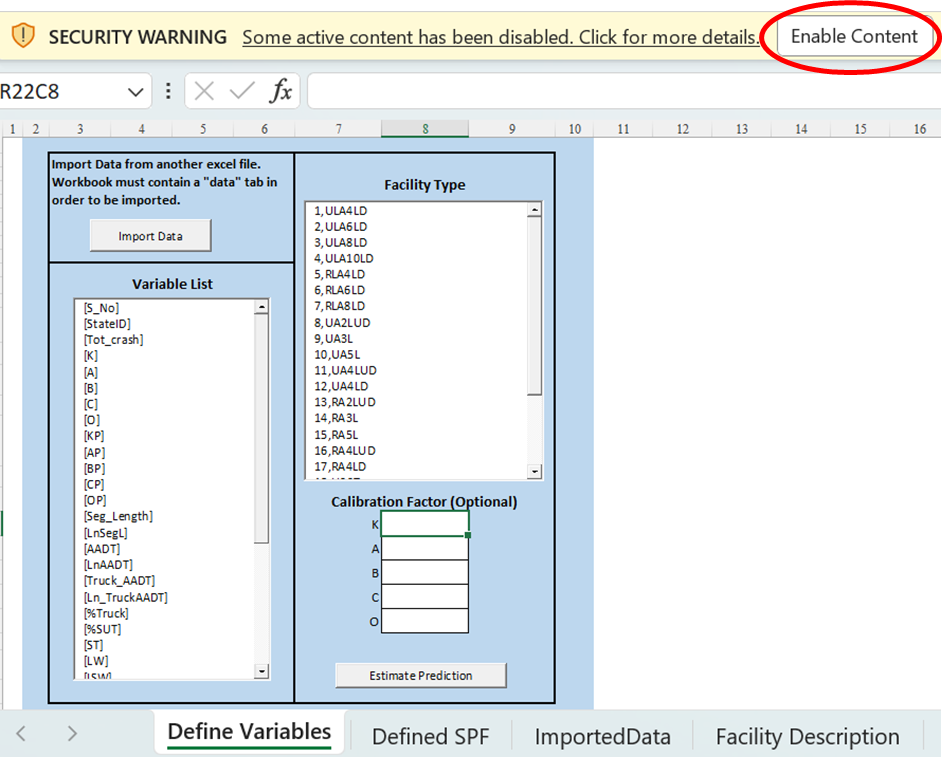 SECURITY WARNING Some active content has been disabled. Click for more details. Enable Content
R22C8 fx
1 2 3 4 5 6 7 8 9 10 11 12 13 14 15 16
Import Data from another excel file.
Workbook must contain a "data" tab in
order to be imported.
Import Data
Variable List
[S_No]
[StateID]
[Tot_crash]
[K]
[A]
[B]
[C]
[O]
[KP]
[AP]
[BP]
[CP]
[OP]
[Seg_Length]
[LnSegL]
[AADT]
[LnAADT]
[Truck_AADT]
[Ln_TruckAADT]
[%Truck]
[%SUT]
[ST]
[LW]
[LSW]
Facility Type
1,ULA4LD
2,ULA6LD
3,ULA8LD
4,ULA10LD
5,RLA4LD
6,RLA6LD
7,RLA8LD
8,UA2LUD
9,UA3L
10,UA5L
11,UA4LUD
12,UA4LD
13,RA2LUD
14,RA3L
15,RA5L
16,RA4LUD
17,RA4LD
Calibration Factor (Optional)
K
A
B
C
O
Estimate Prediction
Define Variables Defined SPF ImportedData Facility Description